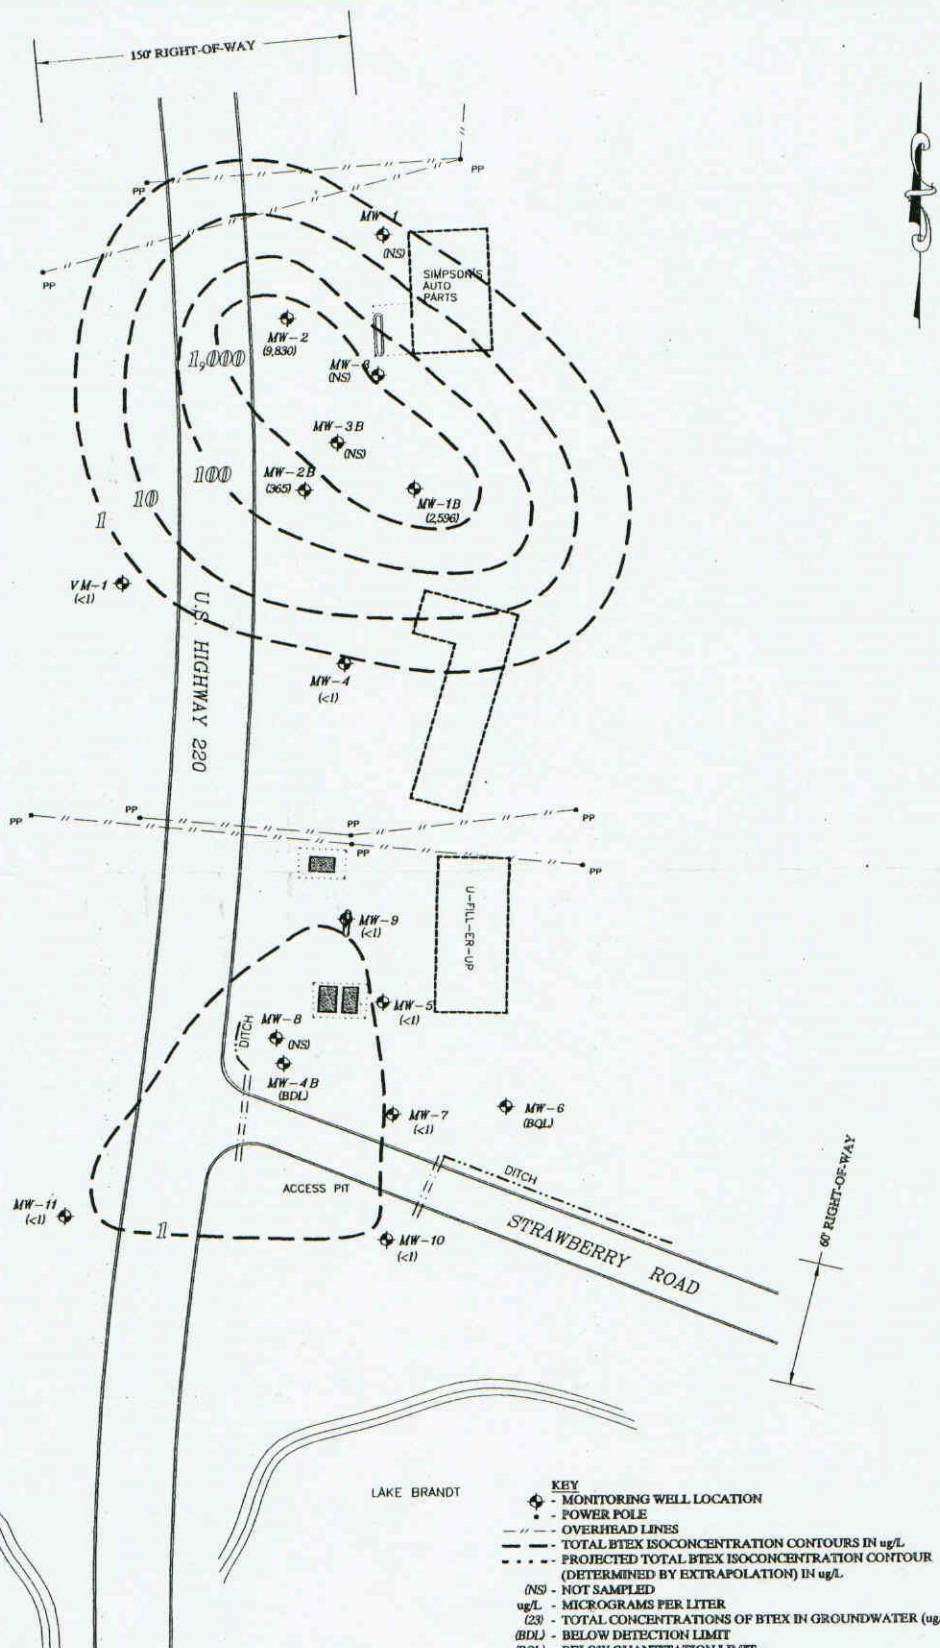 150' RIGHT-OF-WAY
PP
PP
PP
MW-1
(NS)
SIMPSON'S
AUTO
PARTS
MW-2
(9,830)
1,000
(NS)
MW-3B
(NS)
100
MW-2B
(365)
MW-1B
(2,596)
10
1
VM-1
(<1)
U.S. HIGHWAY 220
MW-4
(<1)
PP
PP
PP
PP
PP
PP
MW-9
(<1)
U-FILL-ER-UP
MW-5
(<1)
DITCH
MW-8
(NS)
MW-4B
(BDL)
MW-7
(<1)
MW-6
(BQL)
ACCESS PIT
DITCH
MW-11
(<1)
1
MW-10
(<1)
STRAWBERRY ROAD
60' RIGHT-OF-WAY
LAKE BRANDT
KEY
- MONITORING WELL LOCATION
- POWER POLE
- OVERHEAD LINES
- TOTAL BTEX ISOCONCENTRATION CONTOURS IN ug/L
- PROJECTED TOTAL BTEX ISOCONCENTRATION CONTOUR
(DETERMINED BY EXTRAPOLATION) IN ug/L
(NS) - NOT SAMPLED
ug/L - MICROGRAMS PER LITER
(23) - TOTAL CONCENTRATIONS OF BTEX IN GROUNDWATER (ug/
(BDL) - BELOW DETECTION LIMIT
(BQL) - BELOW QUANTITATION LIMIT